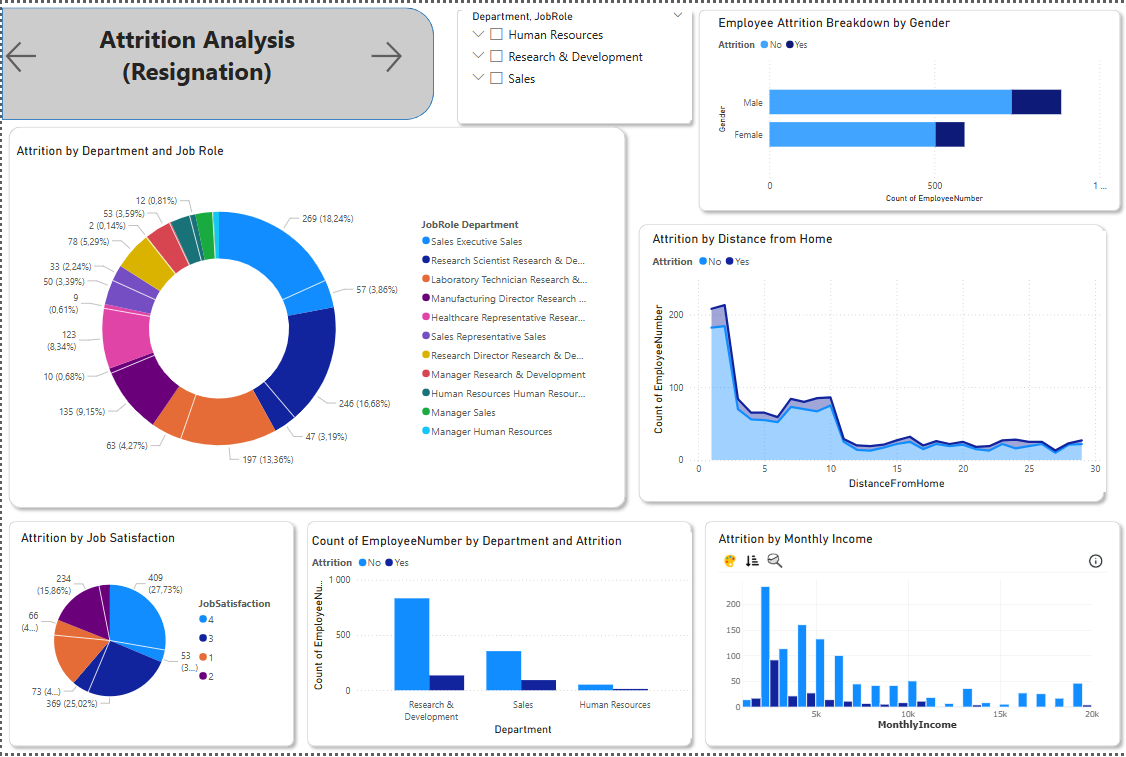 Attrition Analysis
(Resignation)
Department, JobRole
Human Resources
Research & Development
Sales
Employee Attrition Breakdown by Gender
Attrition No Yes
Gender
Male
Female
0 500 1 ...
Count of EmployeeNumber
Attrition by Department and Job Role
12 (0,81%)
53 (3,59%)
2 (0,14%)
78 (5,29%)
33 (2,24%)
50 (3,39%)
9
(0,61%)
123
(8,34%)
10 (0,68%)
135 (9,15%)
63 (4,27%)
197 (13,36%)
47 (3,19%)
246 (16,68%)
57 (3,86%)
269 (18,24%)
JobRole Department
Sales Executive Sales
Research Scientist Research & De...
Laboratory Technician Research &...
Manufacturing Director Research ...
Healthcare Representative Resear...
Sales Representative Sales
Research Director Research & De...
Manager Research & Development
Human Resources Human Resour...
Manager Sales
Manager Human Resources
Attrition by Distance from Home
Attrition No Yes
Count of EmployeeNumber
200
100
0
0 5 10 15 20 25 30
DistanceFromHome
Attrition by Job Satisfaction
234
(15,86%)
66
(4...)
73 (4...)
369 (25,02%)
53
(3...)
409
(27,73%)
JobSatisfaction
4
3
1
2
Count of EmployeeNumber by Department and Attrition
Attrition No Yes
Count of EmployeeNu...
1 000
500
0
Research &
Development
Sales
Human Resources
Department
Attrition by Monthly Income
200
150
100
50
0
5k 10k 15k 20k
MonthlyIncome